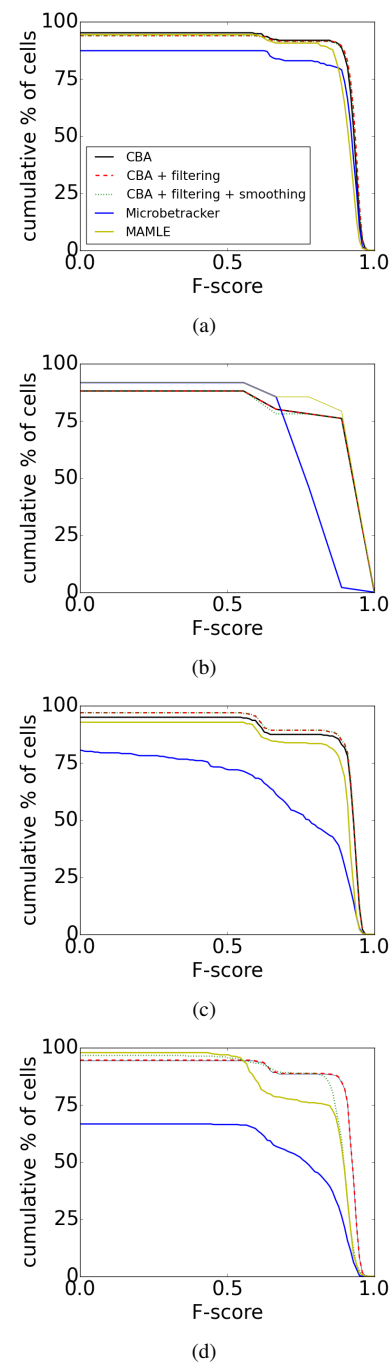 100
75
50
25
0
cumulative % of cells
CBA
CBA + filtering
CBA + filtering + smoothing
Microbetracker
MAMLE
0.0 0.5 1.0
F-score
(a)
100
75
50
25
0
cumulative % of cells
0.0 0.5 1.0
F-score
(b)
100
75
50
25
0
cumulative % of cells
0.0 0.5 1.0
F-score
(c)
100
75
50
25
0
cumulative % of cells
0.0 0.5 1.0
F-score
(d)